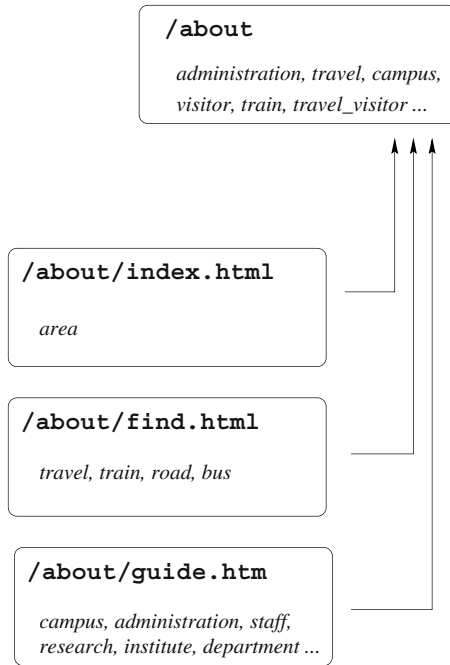 /about
administration, travel, campus,
visitor, train, travel_visitor ...
/about/index.html
area
/about/find.html
travel, train, road, bus
/about/guide.htm
campus, administration, staff,
research, institute, department ...